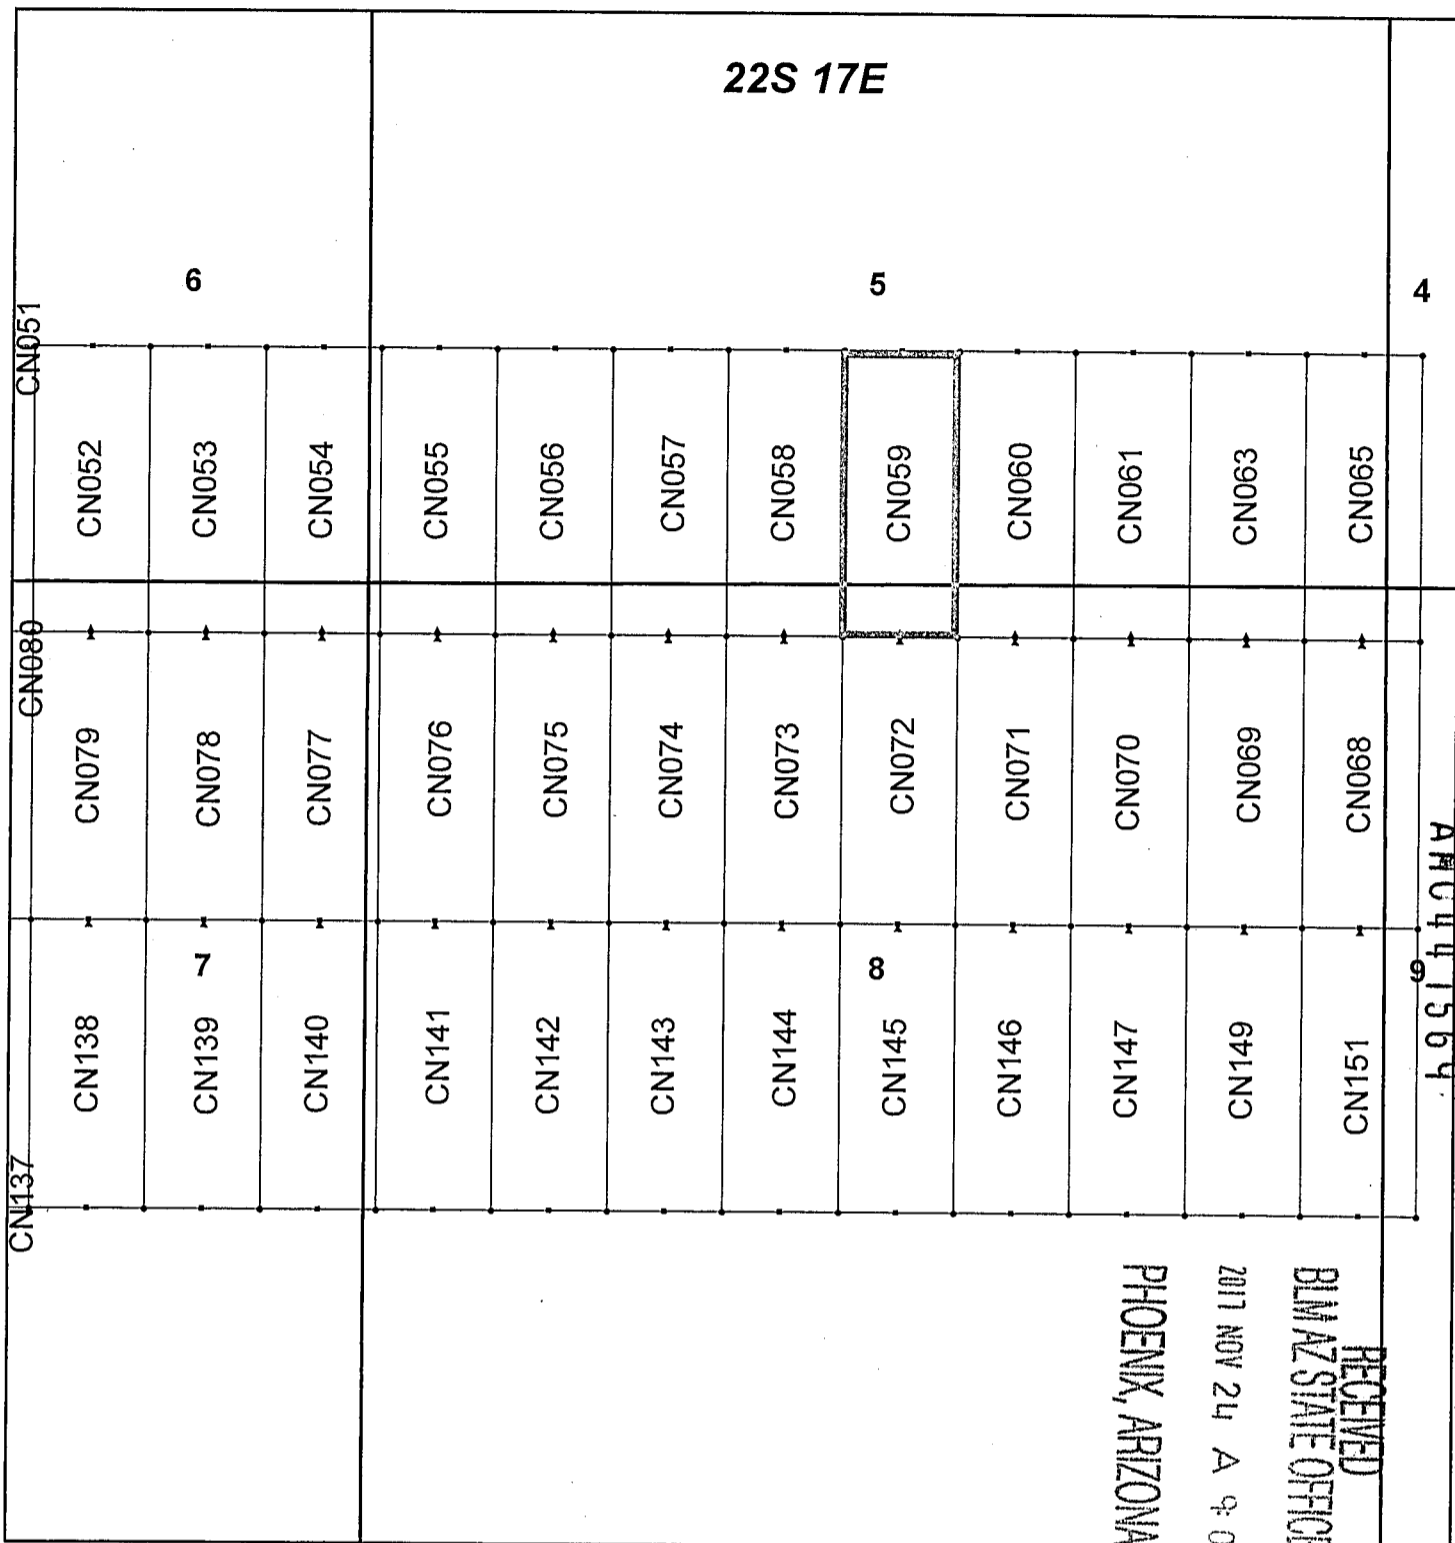 22S 17E
6
5
4
CN051
CN052
CN053
CN054
CN055
CN056
CN057
CN058
CN059
CN060
CN061
CN063
CN065
CN080
CN079
CN078
CN077
CN076
CN075
CN074
CN073
CN072
CN071
CN070
CN069
CN068
7
8
9
CN137
CN138
CN139
CN140
CN141
CN142
CN143
CN144
CN145
CN146
CN147
CN149
CN151
AMC441564
RECEIVED
BLM AZ STATE OFFICE
2017 NOV 24 A 9:0
PHOENIX, ARIZONA